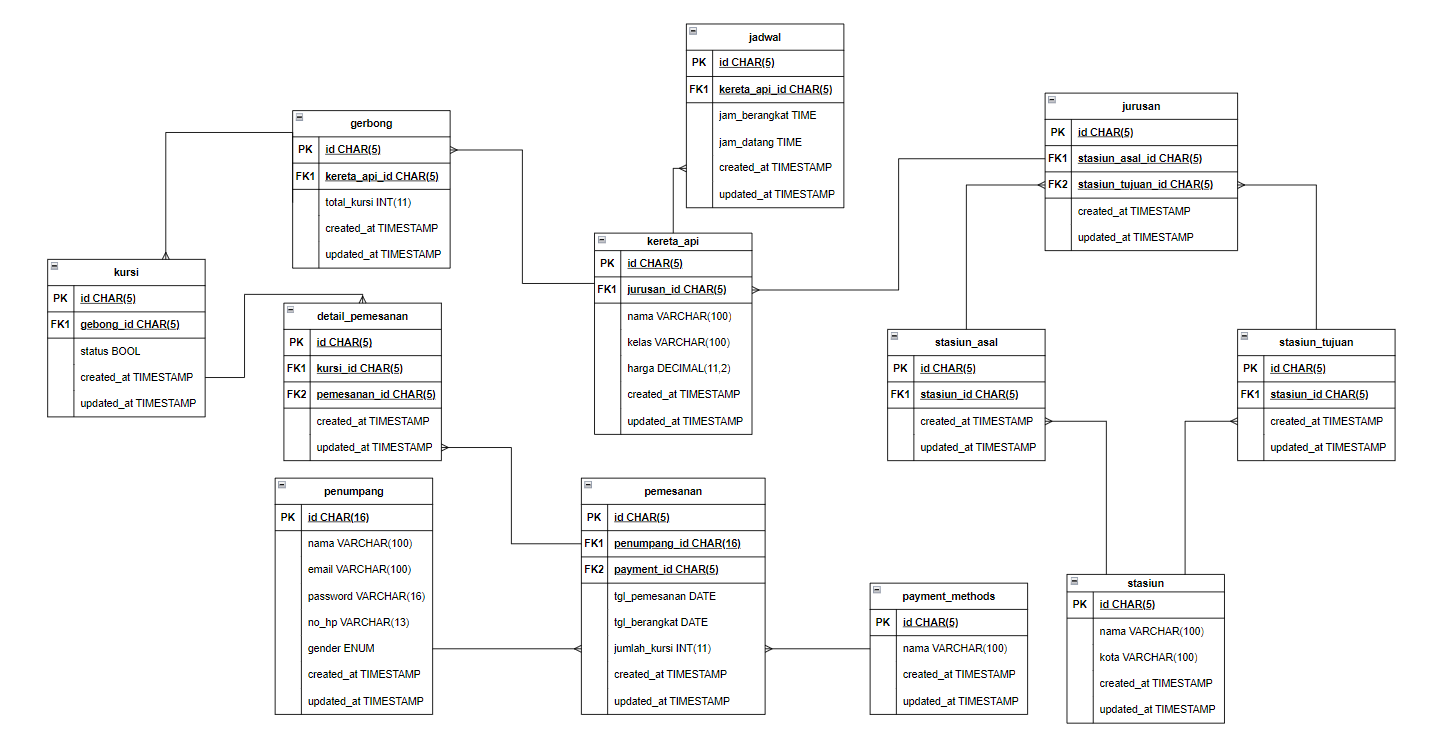 jadwal
PK id CHAR(5)
FK1 kereta_api_id CHAR(5)
jam_berangkat TIME
jam_datang TIME
created_at TIMESTAMP
updated_at TIMESTAMP
jurusan
PK id CHAR(5)
FK1 stasiun_asal_id CHAR(5)
FK2 stasiun_tujuan_id CHAR(5)
created_at TIMESTAMP
updated_at TIMESTAMP
gerbong
PK id CHAR(5)
FK1 kereta_api_id CHAR(5)
total_kursi INT(11)
created_at TIMESTAMP
updated_at TIMESTAMP
kereta_api
PK id CHAR(5)
FK1 jurusan_id CHAR(5)
nama VARCHAR(100)
kelas VARCHAR(100)
harga DECIMAL(11,2)
created_at TIMESTAMP
updated_at TIMESTAMP
kursi
PK id CHAR(5)
FK1 gebong_id CHAR(5)
status BOOL
created_at TIMESTAMP
updated_at TIMESTAMP
detail_pemesanan
PK id CHAR(5)
FK1 kursi_id CHAR(5)
FK2 pemesanan_id CHAR(5)
created_at TIMESTAMP
updated_at TIMESTAMP
stasiun_asal
PK id CHAR(5)
FK1 stasiun_id CHAR(5)
created_at TIMESTAMP
updated_at TIMESTAMP
stasiun_tujuan
PK id CHAR(5)
FK1 stasiun_id CHAR(5)
created_at TIMESTAMP
updated_at TIMESTAMP
penumpang
PK id CHAR(16)
nama VARCHAR(100)
email VARCHAR(100)
password VARCHAR(16)
no_hp VARCHAR(13)
gender ENUM
created_at TIMESTAMP
updated_at TIMESTAMP
pemesanan
PK id CHAR(5)
FK1 penumpang_id CHAR(16)
FK2 payment_id CHAR(5)
tgl_pemesanan DATE
tgl_berangkat DATE
jumlah_kursi INT(11)
created_at TIMESTAMP
updated_at TIMESTAMP
payment_methods
PK id CHAR(5)
nama VARCHAR(100)
created_at TIMESTAMP
updated_at TIMESTAMP
stasiun
PK id CHAR(5)
nama VARCHAR(100)
kota VARCHAR(100)
created_at TIMESTAMP
updated_at TIMESTAMP